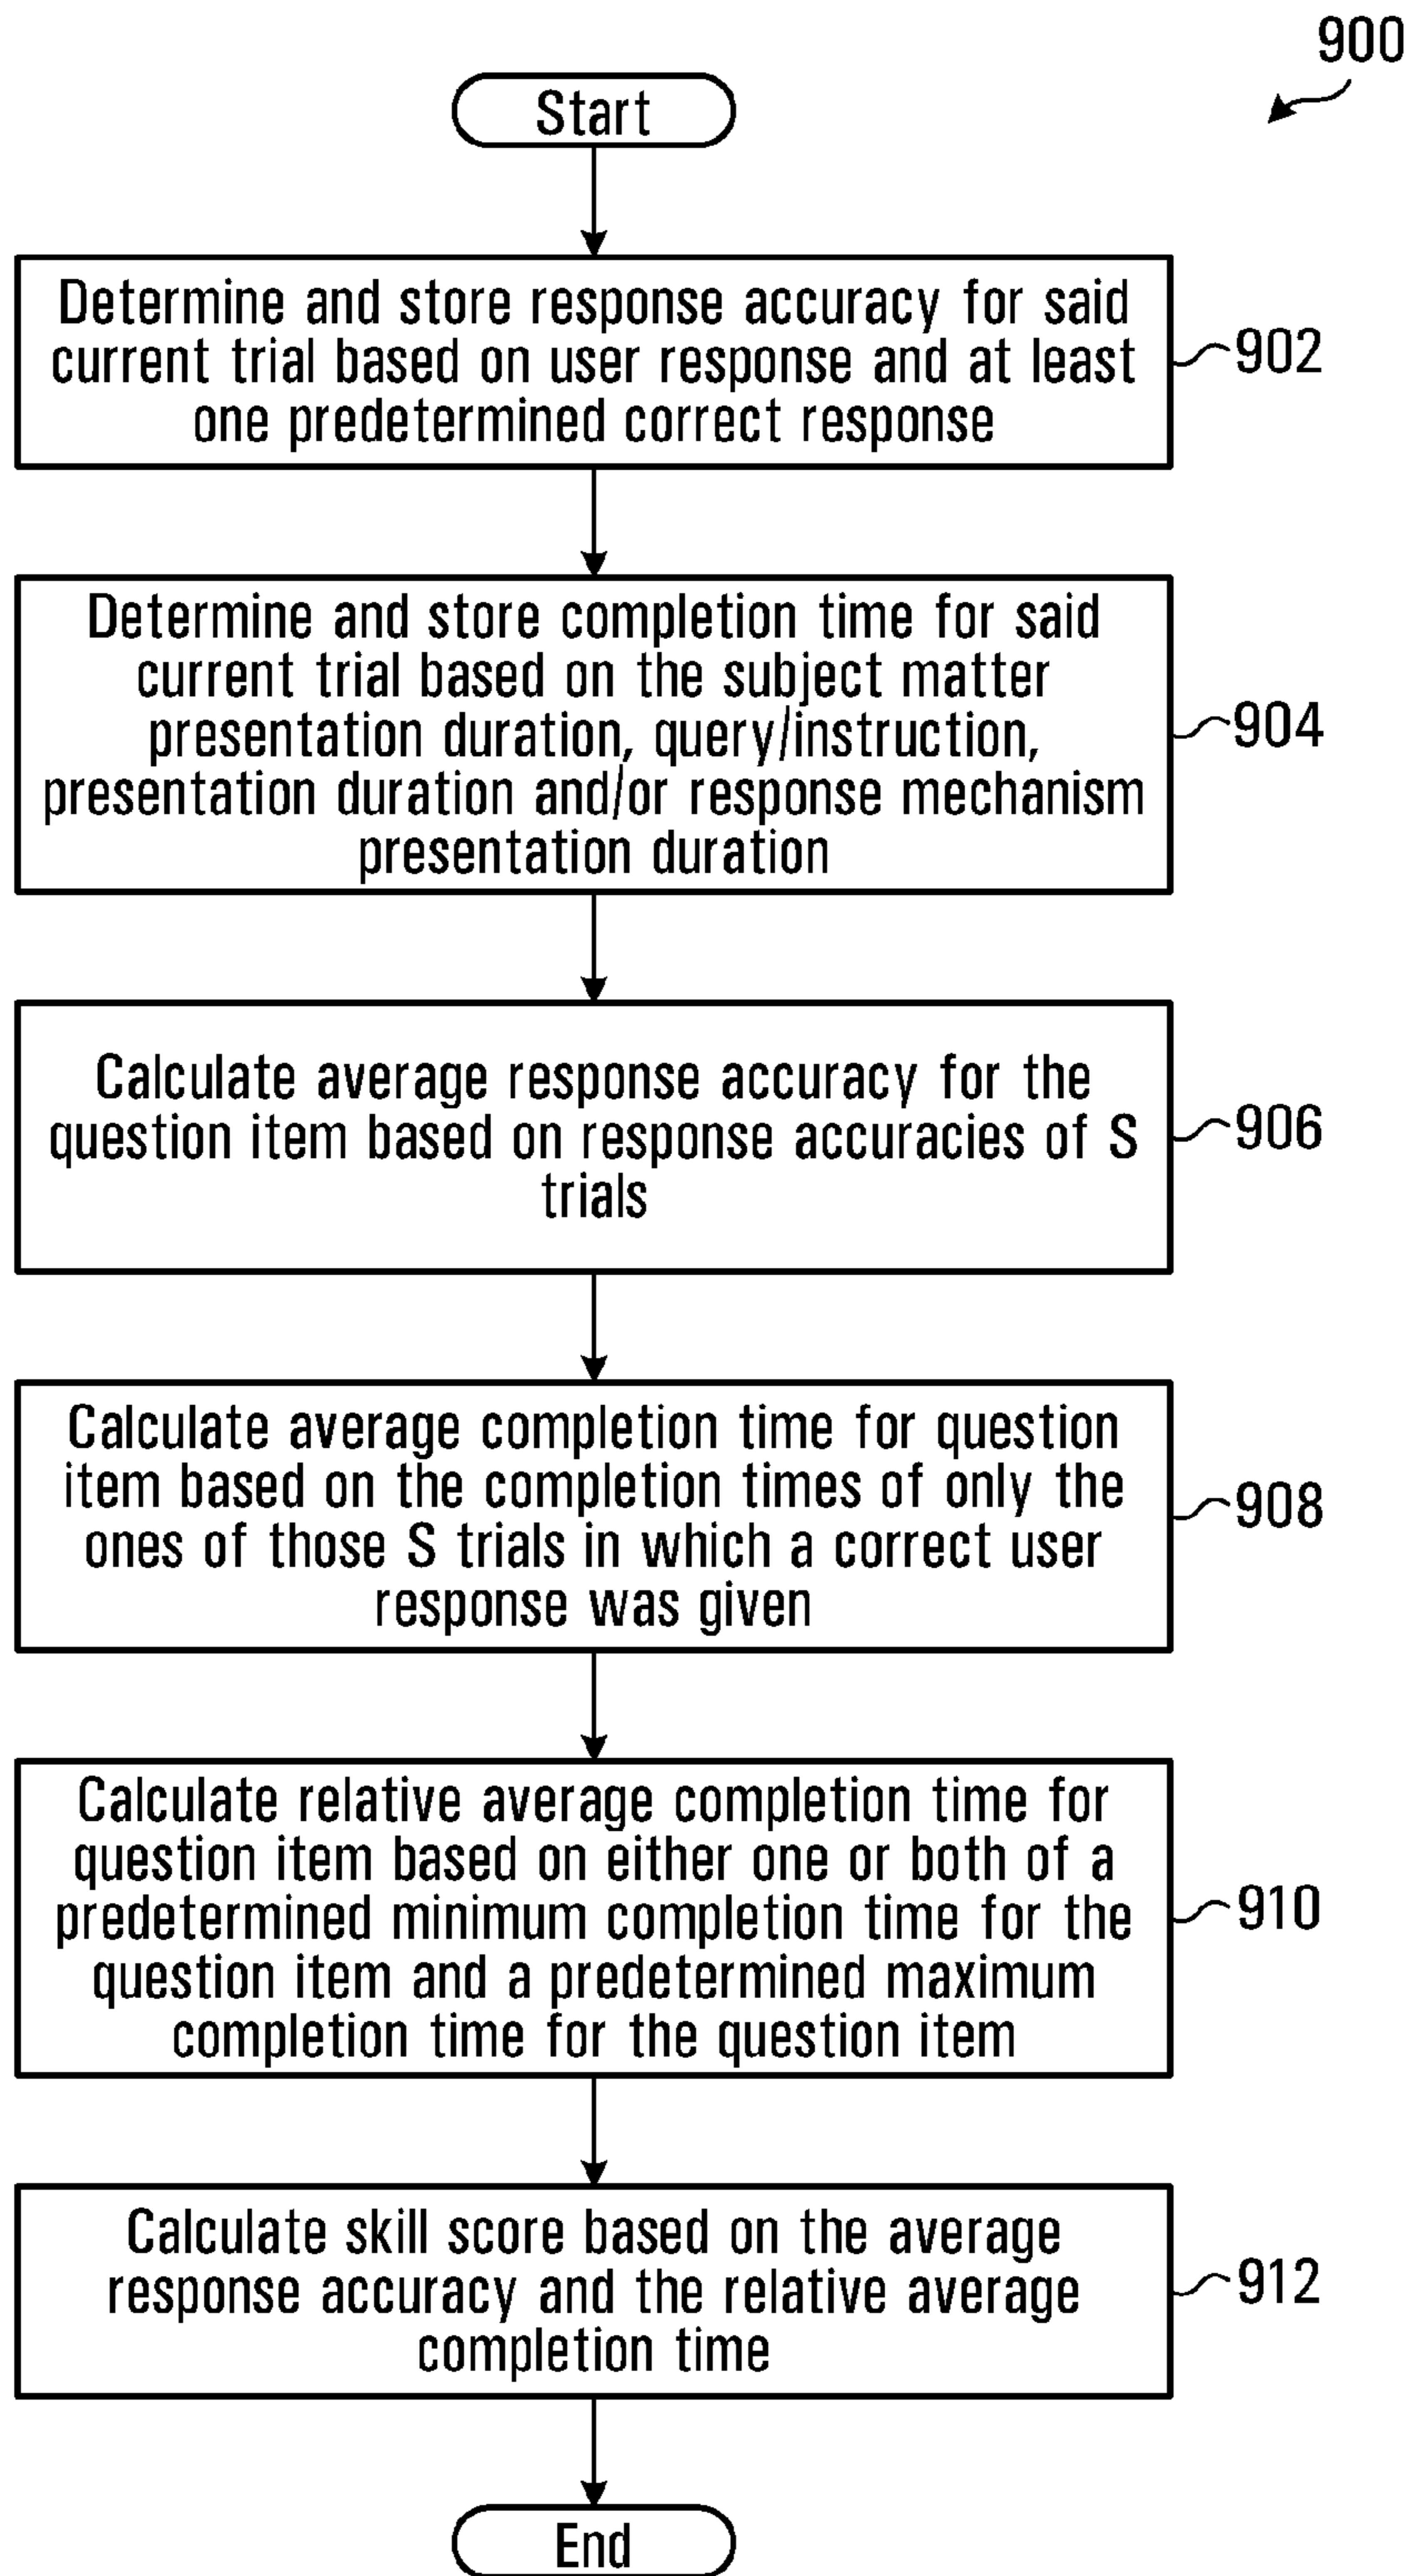 900
Start
Determine and store response accuracy for said
current trial based on user response and at least
one predetermined correct response
902
Determine and store completion time for said
current trial based on the subject matter
presentation duration, query/instruction,
presentation duration and/or response mechanism
presentation duration
904
Calculate average response accuracy for the
question item based on response accuracies of S
trials
906
Calculate average completion time for question
item based on the completion times of only the
ones of those S trials in which a correct user
response was given
908
Calculate relative average completion time for
question item based on either one or both of a
predetermined minimum completion time for the
question item and a predetermined maximum
completion time for the question item
910
Calculate skill score based on the average
response accuracy and the relative average
completion time
912
End